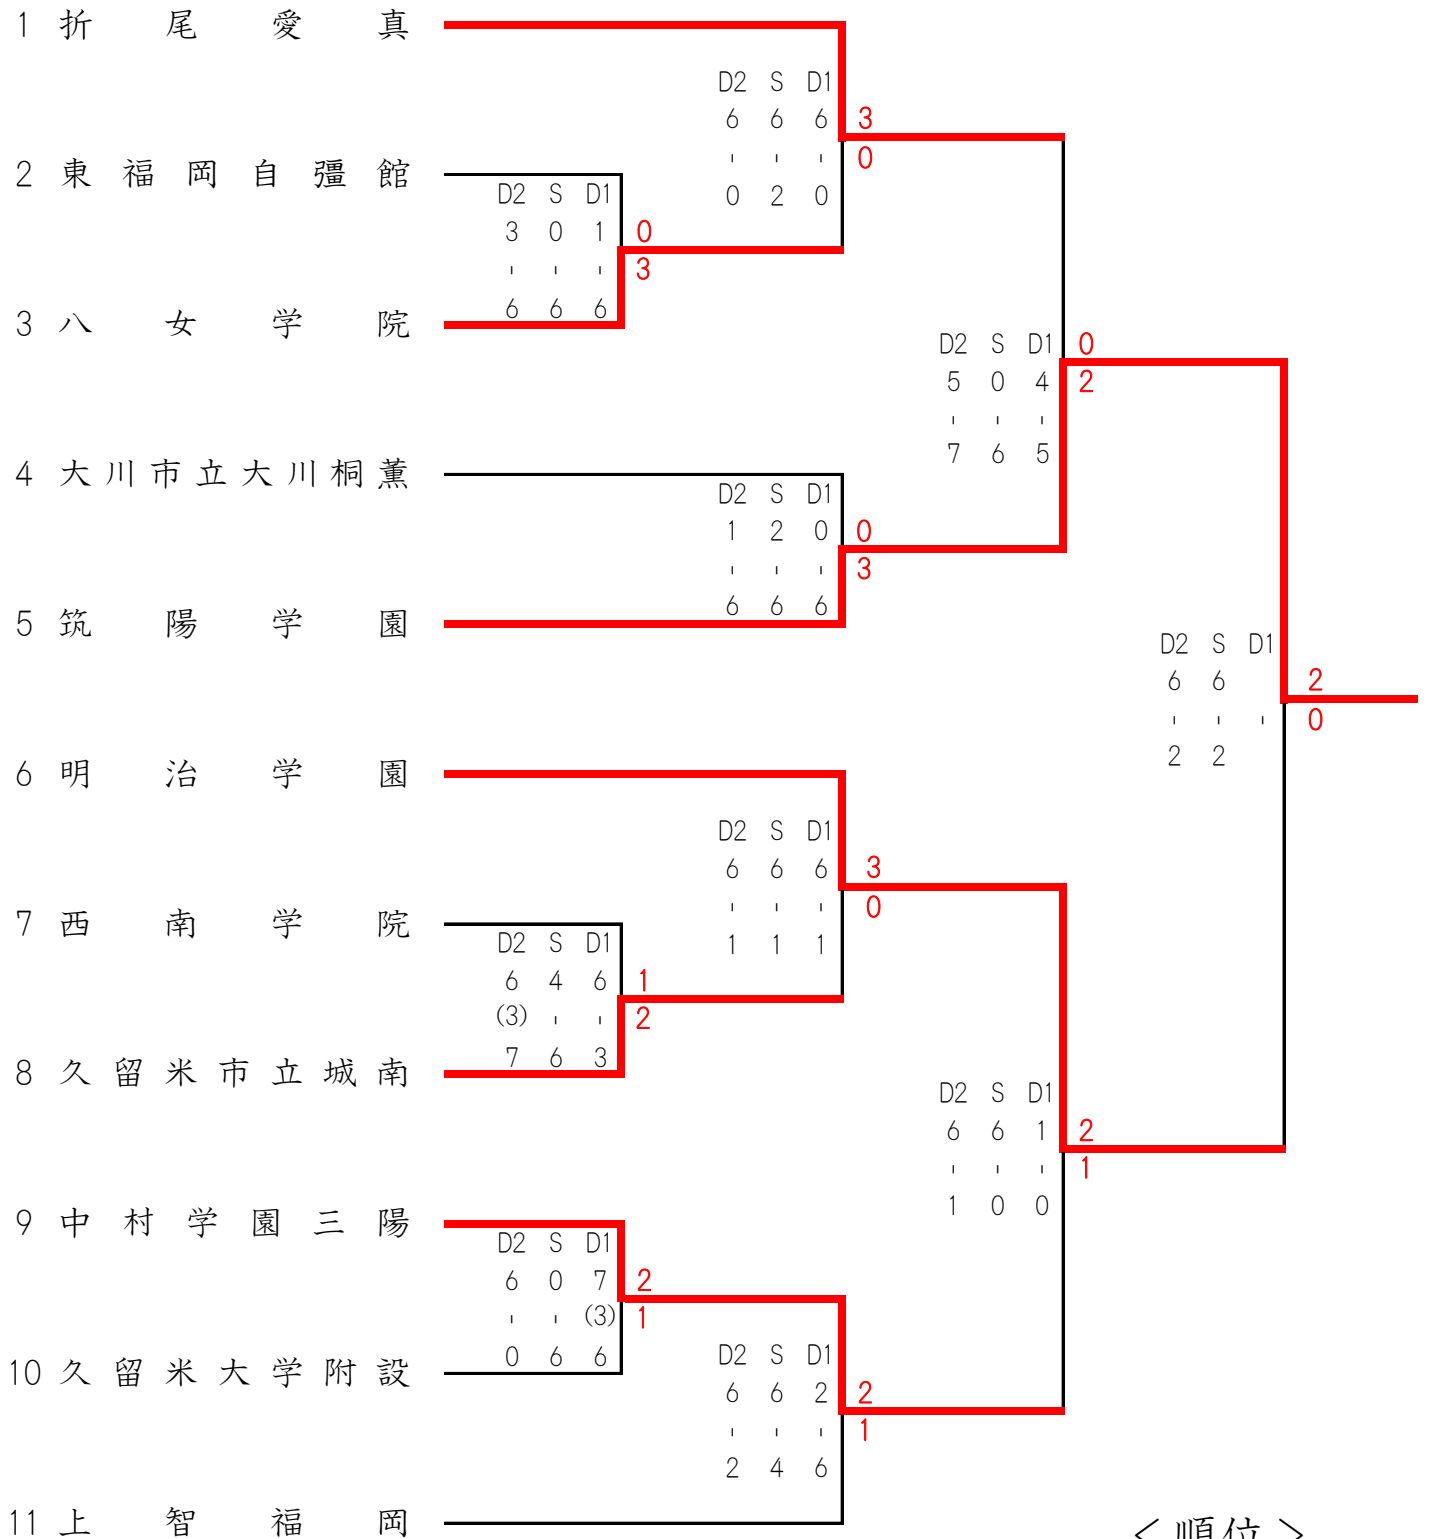 1 折尾愛真
D2 S D1
6 6 6 3
- - - 0
2 東福岡自彊館
0 2 0
D2 S D1
3 0 1 0
- - - 3
6 6 6
3 八女学院
D2 S D1 0
5 0 4 2
- - -
7 6 5
4 大川市立大川桐薫
D2 S D1
1 2 0 0
- - - 3
6 6 6
5 筑陽学園
D2 S D1
6 6 2
- - - 0
2 2
6 明治学園
D2 S D1
6 6 6 3
- - - 0
1 1 1
7 西南学院
D2 S D1
6 4 6 1
(3) - - 2
7 6 3
8 久留米市立城南
D2 S D1
6 6 1 2
- - - 1
1 0 0
9 中村学園三陽
D2 S D1
6 0 7 2
- - (3) 1
0 6 6
10 久留米大学附設
D2 S D1
6 6 2 2
- - - 1
2 4 6
11 上智福岡
<順位>